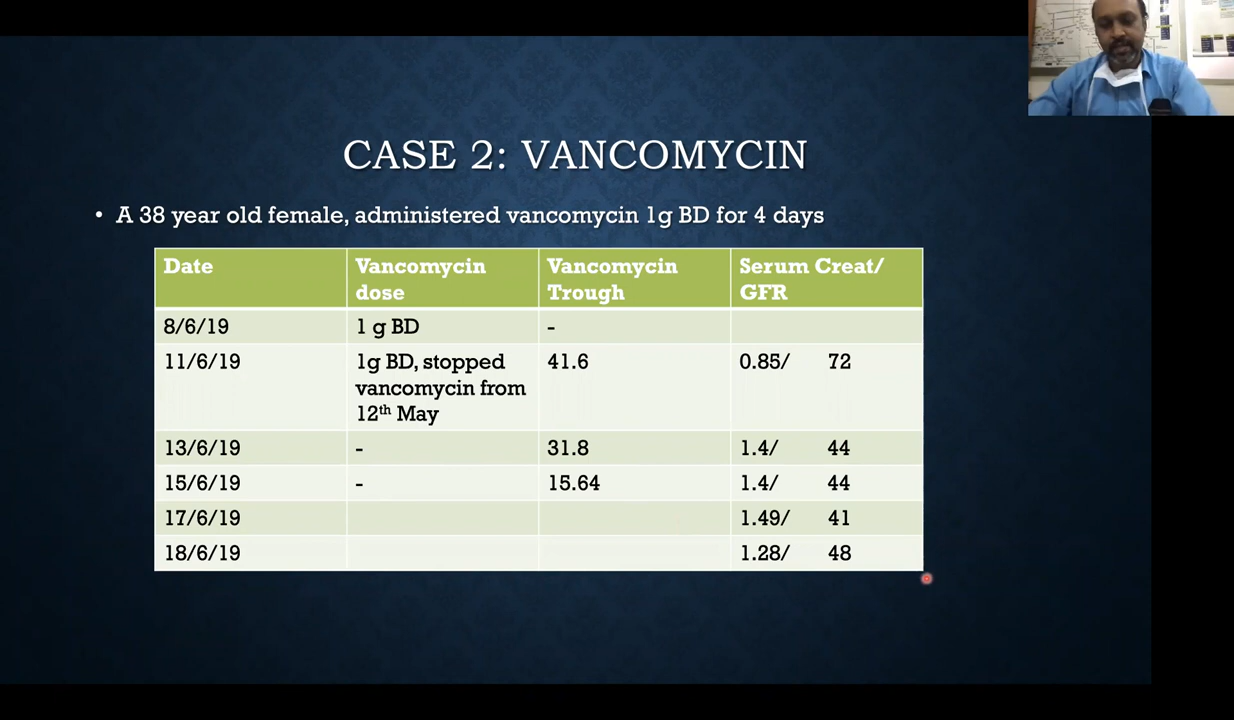 CASE 2: VANCOMYCIN
• A 38 year old female, administered vancomycin 1g BD for 4 days
Date Vancomycin dose Vancomycin Trough Serum Creat/ GFR
8/6/19 1 g BD -
11/6/19 1g BD, stopped vancomycin from 12th May 41.6 0.85/ 72
13/6/19 - 31.8 1.4/ 44
15/6/19 - 15.64 1.4/ 44
17/6/19 1.49/ 41
18/6/19 1.28/ 48